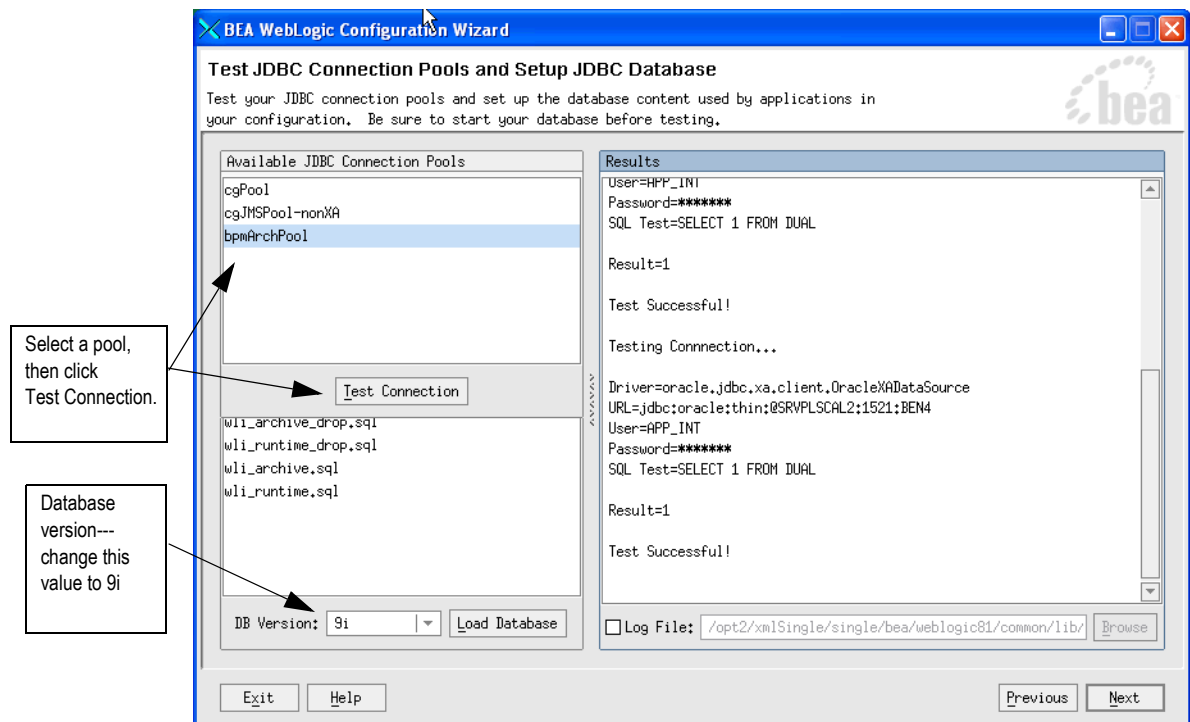 BEA WebLogic Configuration Wizard
Test JDBC Connection Pools and Setup JDBC Database
Test your JDBC connection pools and set up the database content used by applications in
your configuration. Be sure to start your database before testing.
bea
Available JDBC Connection Pools
cgPool
cgJMSPool-nonXA
bpmArchPool
Select a pool,
then click
Test Connection.
Test Connection
wli_archive_drop.sql
wli_runtime_drop.sql
wli_archive.sql
wli_runtime.sql
Database
version---
change this
value to 9i
DB Version: 9i
Load Database
Results
User=APP_INT
Password=*******
SQL Test=SELECT 1 FROM DUAL
Result=1
Test Successful!
Testing Connnection...
Driver=oracle.jdbc.xa.client.OracleXADataSource
URL=jdbc:oracle:thin:@SRVPLSCAL2:1521:BEN4
User=APP_INT
Password=*******
SQL Test=SELECT 1 FROM DUAL
Result=1
Test Successful!
Log File: /opt2/xmlSingle/single/bea/weblogic81/common/lib/ Browse
Exit Help Previous Next